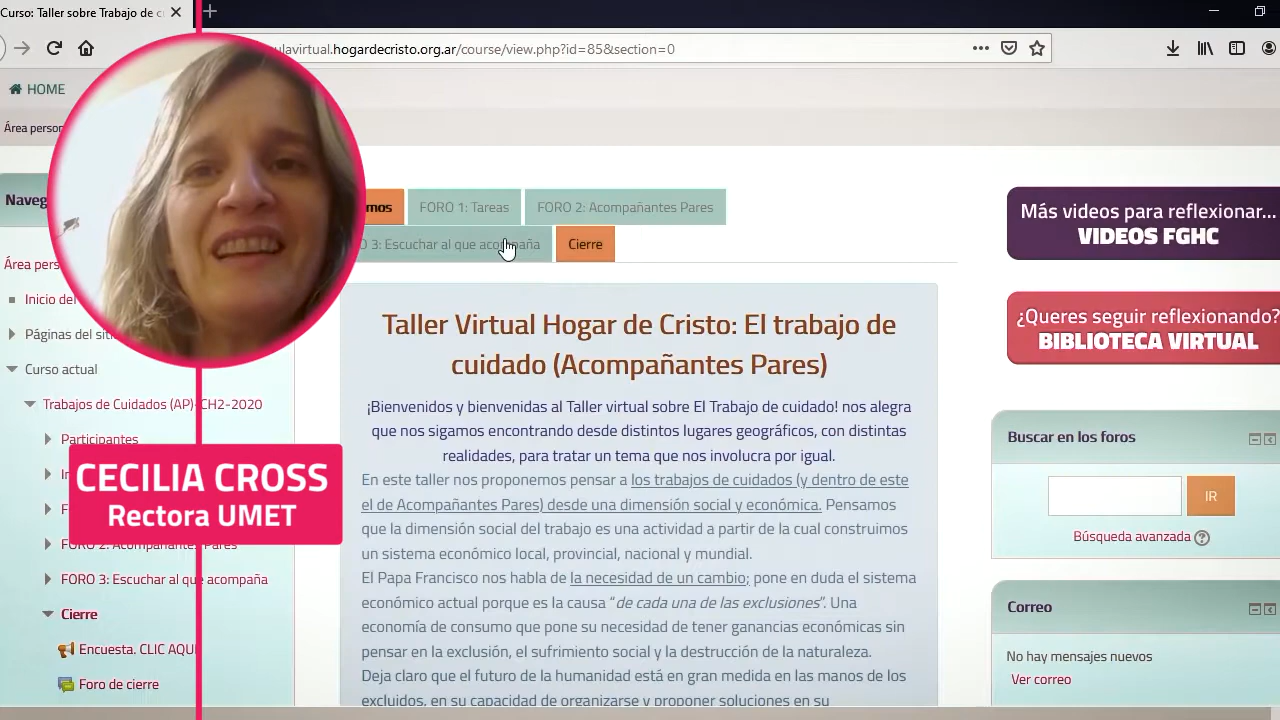 Curso: Taller sobre Trabajo de
hogardecristo.org.ar/course/view.php?id=85&section=0
HOME
Área
FORO 1: Tareas
FORO 2: Acompañantes Pares
3: Escuchar al que acompaña
Cierre
Área
Inicio del
Páginas del
Curso actual
Trabajos de Cuidados (AP)-CH2-2020
Participantes
FORO 2: Acompañantes Pares
FORO 3: Escuchar al que acompaña
Cierre
Encuesta. CLIC AQUI
Foro de cierre
CECILIA CROSS
Rectora UMET
Taller Virtual Hogar de Cristo: El trabajo de
cuidado (Acompañantes Pares)
¡Bienvenidos y bienvenidas al Taller virtual sobre El Trabajo de cuidado! nos alegra
que nos sigamos encontrando desde distintos lugares geográficos, con distintas
realidades, para tratar un tema que nos involucra por igual.
En este taller nos proponemos pensar a los trabajos de cuidados (y dentro de este
el de Acompañantes Pares) desde una dimensión social y económica. Pensamos
que la dimensión social del trabajo es una actividad a partir de la cual construimos
un sistema económico local, provincial, nacional y mundial.
El Papa Francisco nos habla de la necesidad de un cambio; pone en duda el sistema
económico actual porque es la causa “de cada una de las exclusiones”. Una
economía de consumo que pone su necesidad de tener ganancias económicas sin
pensar en la exclusión, el sufrimiento social y la destrucción de la naturaleza.
Deja claro que el futuro de la humanidad está en gran medida en las manos de los
excluidos, en su capacidad de organizarse y proponer soluciones en su
Más videos para reflexionar...
VIDEOS FGHC
¿Queres seguir reflexionando?
BIBLIOTECA VIRTUAL
Buscar en los foros
IR
Búsqueda avanzada
Correo
No hay mensajes nuevos
Ver correo